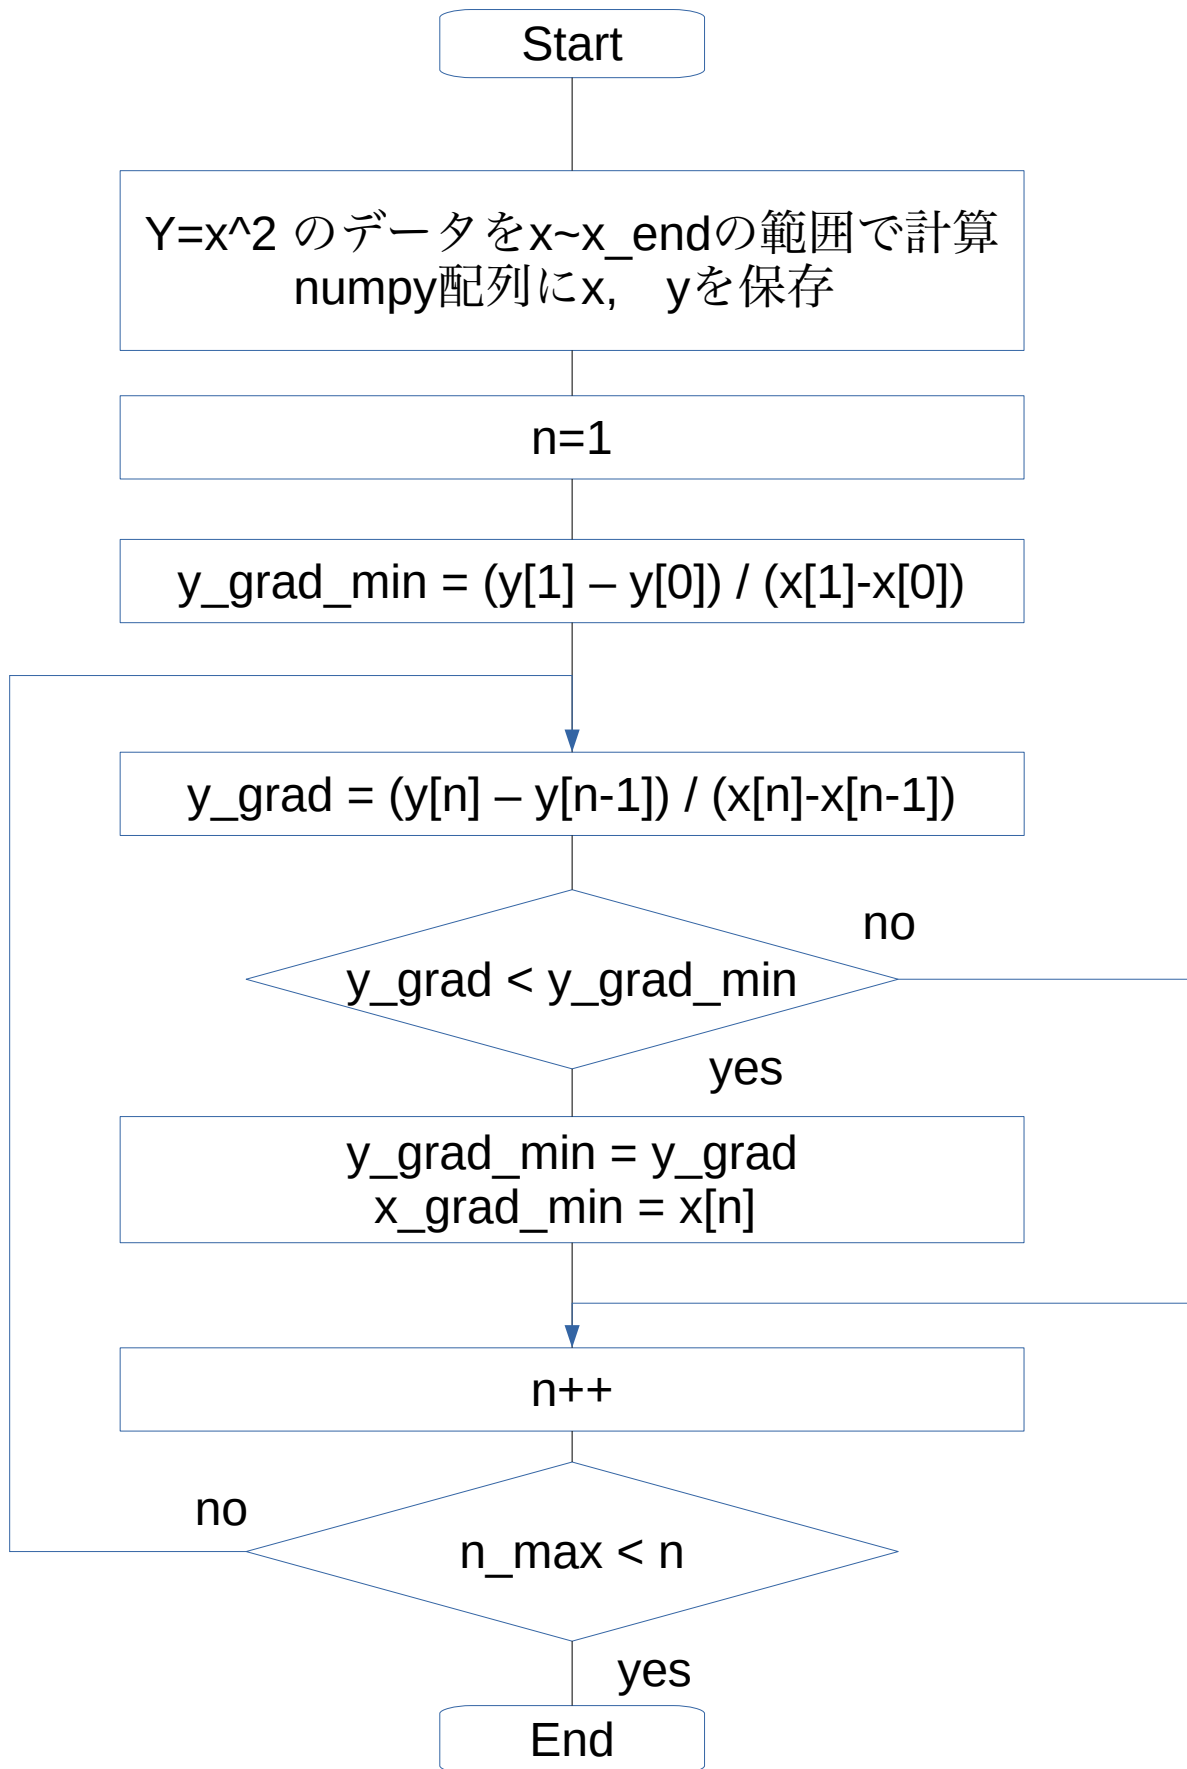 Start
Y=x^2 のデータをx~x_endの範囲で計算
numpy配列にx,　yを保存
n=1
y_grad_min = (y[1] – y[0]) / (x[1]-x[0])
y_grad = (y[n] – y[n-1]) / (x[n]-x[n-1])
no
y_grad < y_grad_min
yes
y_grad_min = y_grad
x_grad_min = x[n]
n++
no
n_max < n
yes
End